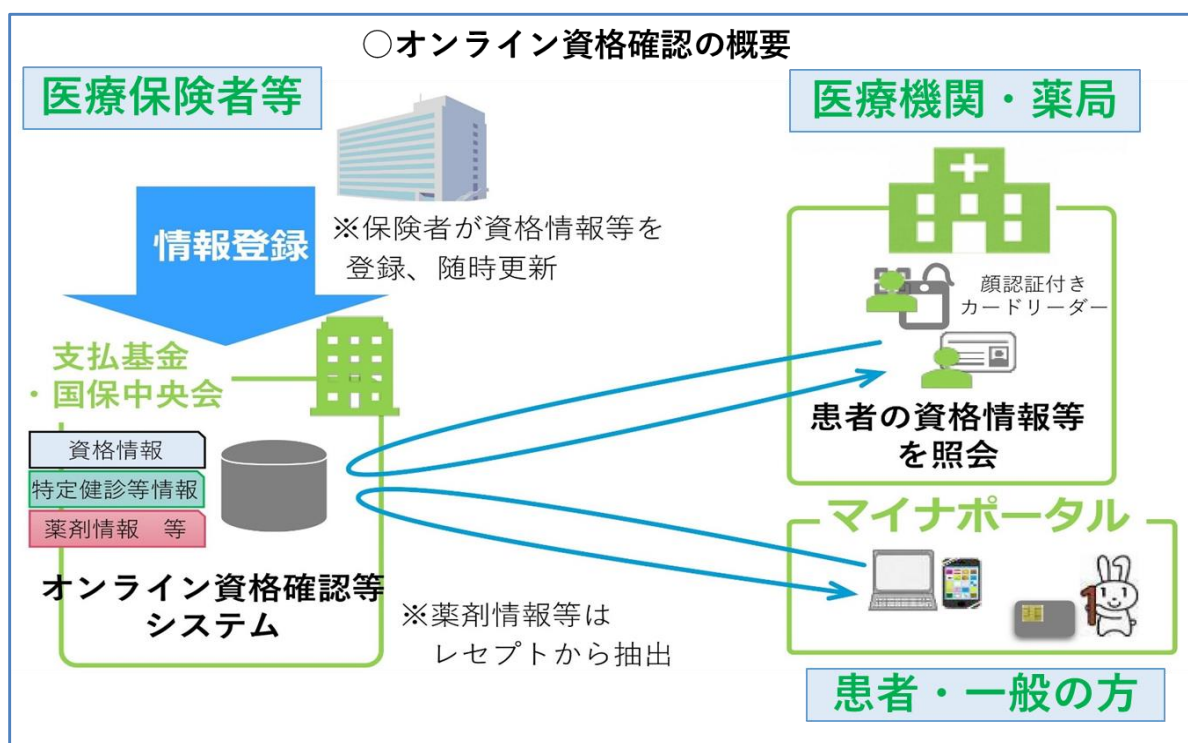 ○オンライン資格確認の概要
医療保険者等
情報登録
※保険者が資格情報等を
登録、随時更新
支払基金
・国保中央会
資格情報
特定健診等情報
薬剤情報　等
オンライン資格確認等
システム
※薬剤情報等は
レセプトから抽出
医療機関・薬局
顔認証付き
カードリーダー
患者の資格情報等
を照会
マイナポータル
1
患者・一般の方